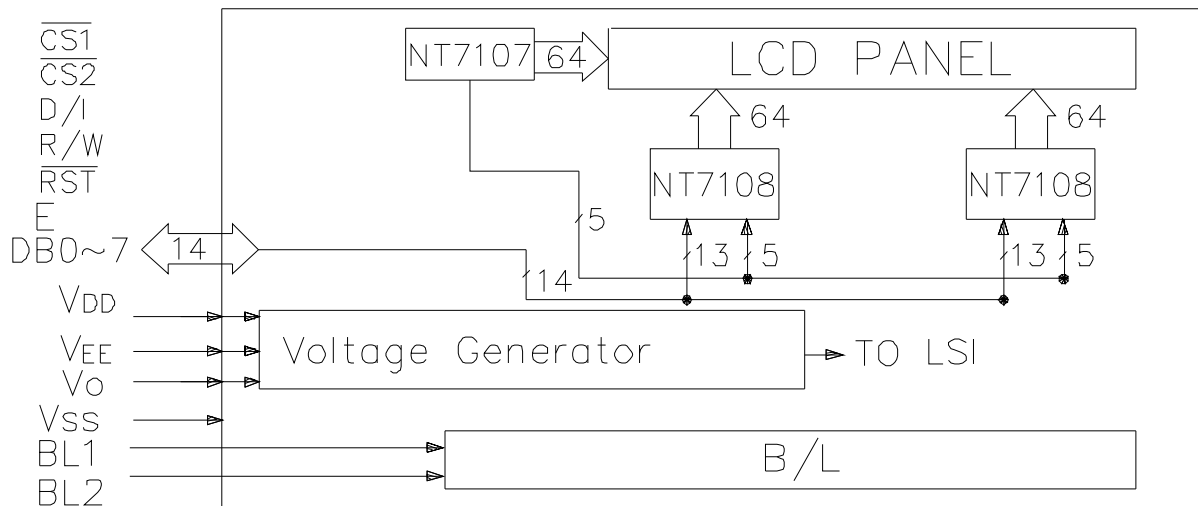 CS1
CS2
D/I
R/W
RST
E
DB0~7
14
VDD
VEE
Vo
VSS
BL1
BL2
NT7107
64
LCD PANEL
64
64
NT7108
NT7108
5
13
5
13
5
14
Voltage Generator
TO LSI
B/L